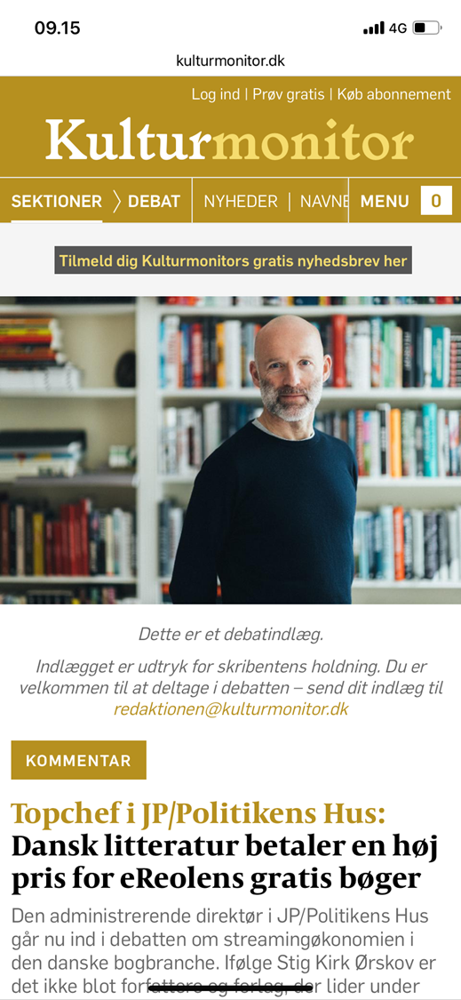 09.15
4G
kulturmonitor.dk
Log ind | Prøv gratis | Køb abonnement
Kulturmonitor
SEKTIONER DEBAT NYHEDER | NAVNE MENU 0
Tilmeld dig Kulturmonitors gratis nyhedsbrev her
Dette er et debatindlæg.
Indlægget er udtryk for skribentens holdning. Du er
velkommen til at deltage i debatten – send dit indlæg til
redaktionen@kulturmonitor.dk
KOMMENTAR
Topchef i JP/Politikens Hus:
Dansk litteratur betaler en høj
pris for eReolens gratis bøger
Den administrerende direktør i JP/Politikens Hus
går nu ind i debatten om streamingøkonomien i
den danske bogbranche. Ifølge Stig Kirk Ørskov er
det ikke blot forfattere og forlag, der lider under